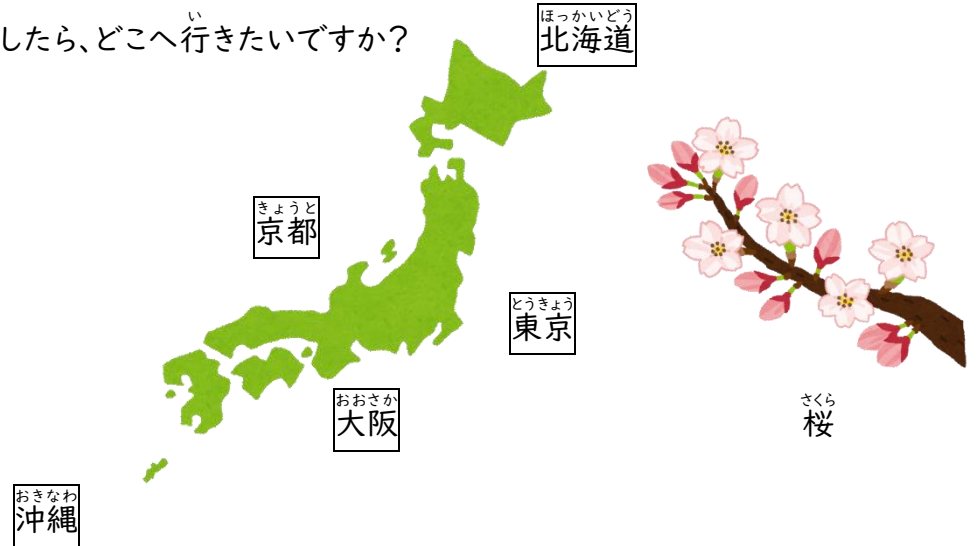 したら、どこへ行きたいですか？
い
ほっかいどう
北海道
きょうと
京都
とうきょう
東京
おおさか
大阪
さくら
桜
おきなわ
沖縄